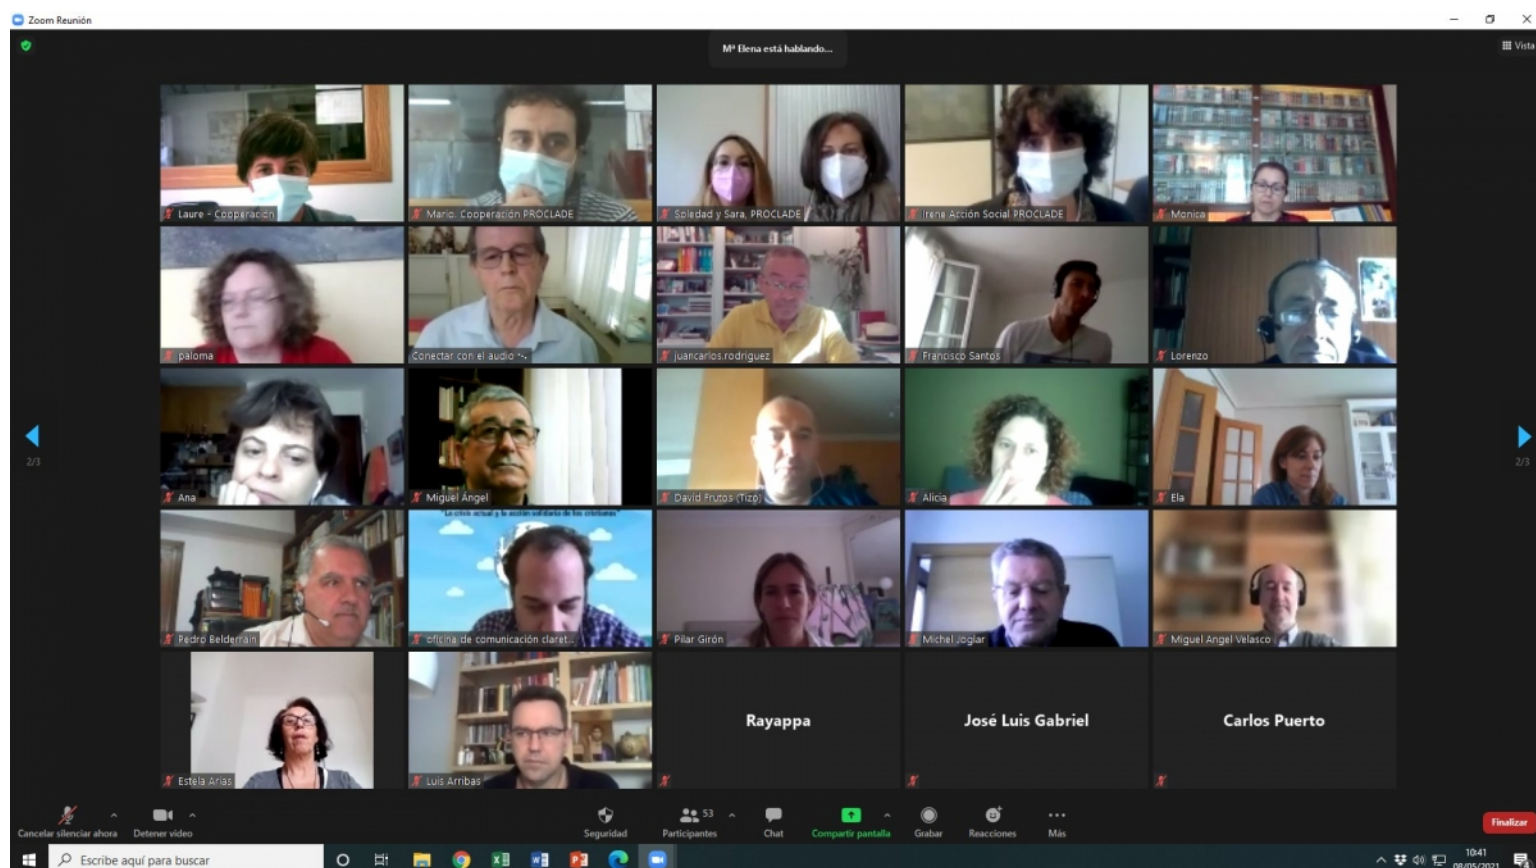 Zoom Reunión
Mª Elena está hablando...
Vista
Laure - Cooperación
Mario. Cooperación PROCLADE
Soledad y Sara, PROCLADE
Irene Acción Social PROCLADE
Monica
paloma
Conectar con el audio
juancarlos.rodriguez
Francisco Santos
Lorenzo
2/3
2/3
Ana
Miguel Ángel
David Frutos (Tizo)
Alicia
Ela
"La crisis actual y la acción solidaria de los cristianos"
Pedro Belderrain
oficina de comunicación claret...
Pilar Girón
Michel Joglar
Miguel Angel Velasco
Rayappa
José Luis Gabriel
Carlos Puerto
Estela Arias
Luis Arribas
Cancelar silenciar ahora
Detener video
Seguridad
53
Participantes
Chat
Compartir pantalla
Grabar
Reacciones
Más
Finalizar
Escribe aquí para buscar
10:41
08/05/2021